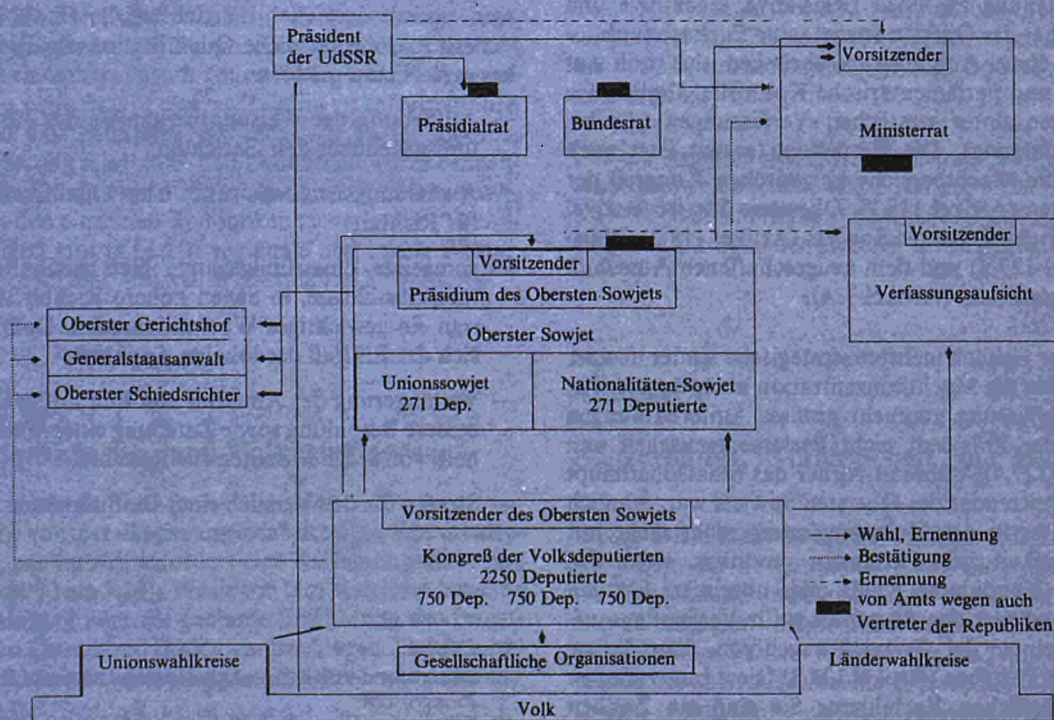 Präsident
der UdSSR
Vorsitzender
Präsidialrat
Bundesrat
Ministerrat
Vorsitzender
Verfassungsaufsicht
Vorsitzender
Präsidium des Obersten Sowjets
Oberster Sowjet
Oberster Gerichtshof
Generalstaatsanwalt
Oberster Schiedsrichter
Unionssowjet
271 Dep.
Nationalitäten-Sowjet
271 Deputierte
Vorsitzender des Obersten Sowjets
Kongreß der Volksdeputierten
2250 Deputierte
750 Dep. 750 Dep. 750 Dep.
Wahl, Ernennung
Bestätigung
Ernennung
von Amts wegen auch
Vertreter der Republiken
Unionswahlkreise
Gesellschaftliche Organisationen
Länderwahlkreise
Volk